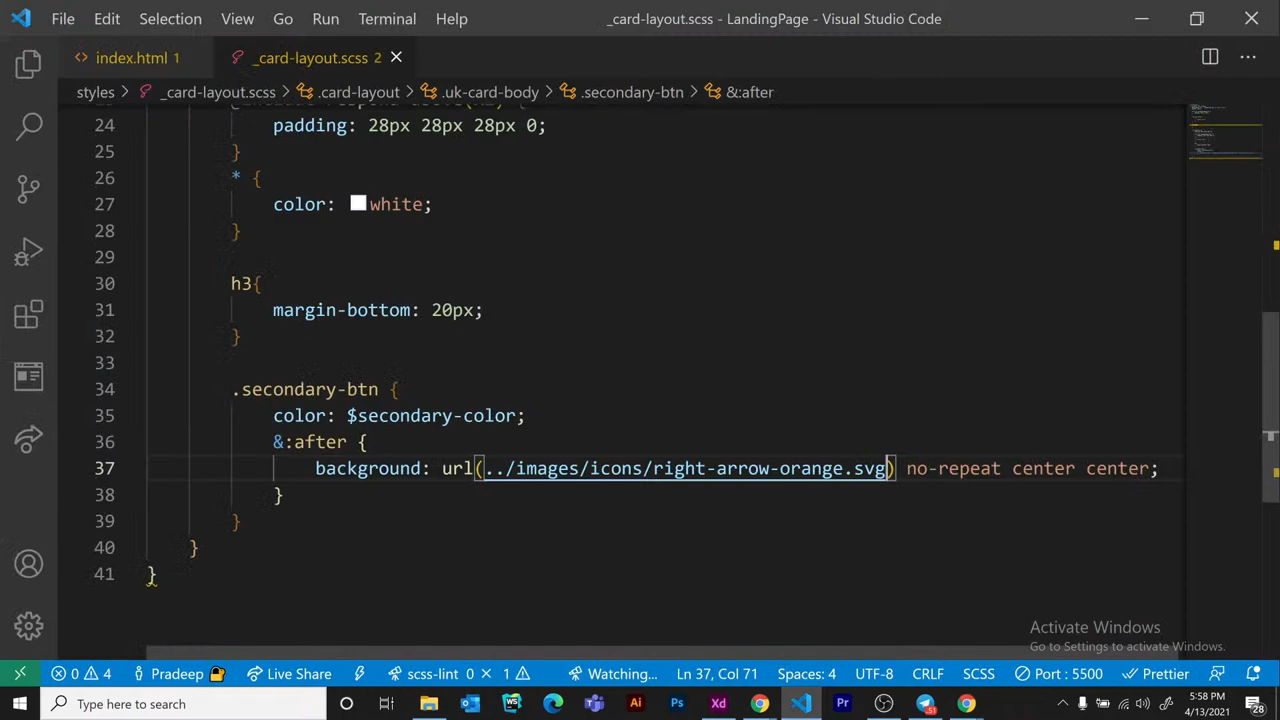 File Edit Selection View Go Run Terminal Help _card-layout.scss - LandingPage - Visual Studio Code
index.html 1 _card-layout.scss 2
styles > _card-layout.scss > .card-layout > .uk-card-body > .secondary-btn > &:after
24 padding: 28px 28px 28px 0;
25 }
26 * {
27 color: white;
28 }
29
30 h3{
31 margin-bottom: 20px;
32 }
33
34 .secondary-btn {
35 color: $secondary-color;
36 &:after {
37 background: url(../images/icons/right-arrow-orange.svg) no-repeat center center;
38 }
39 }
40 }
41 }
Activate Windows
Go to Settings to activate Windows.
0 4 Pradeep Live Share scss-lint 0 × 1 Watching... Ln 37, Col 71 Spaces: 4 UTF-8 CRLF SCSS Port : 5500 Prettier
Type here to search
5:58 PM
4/13/2021
28